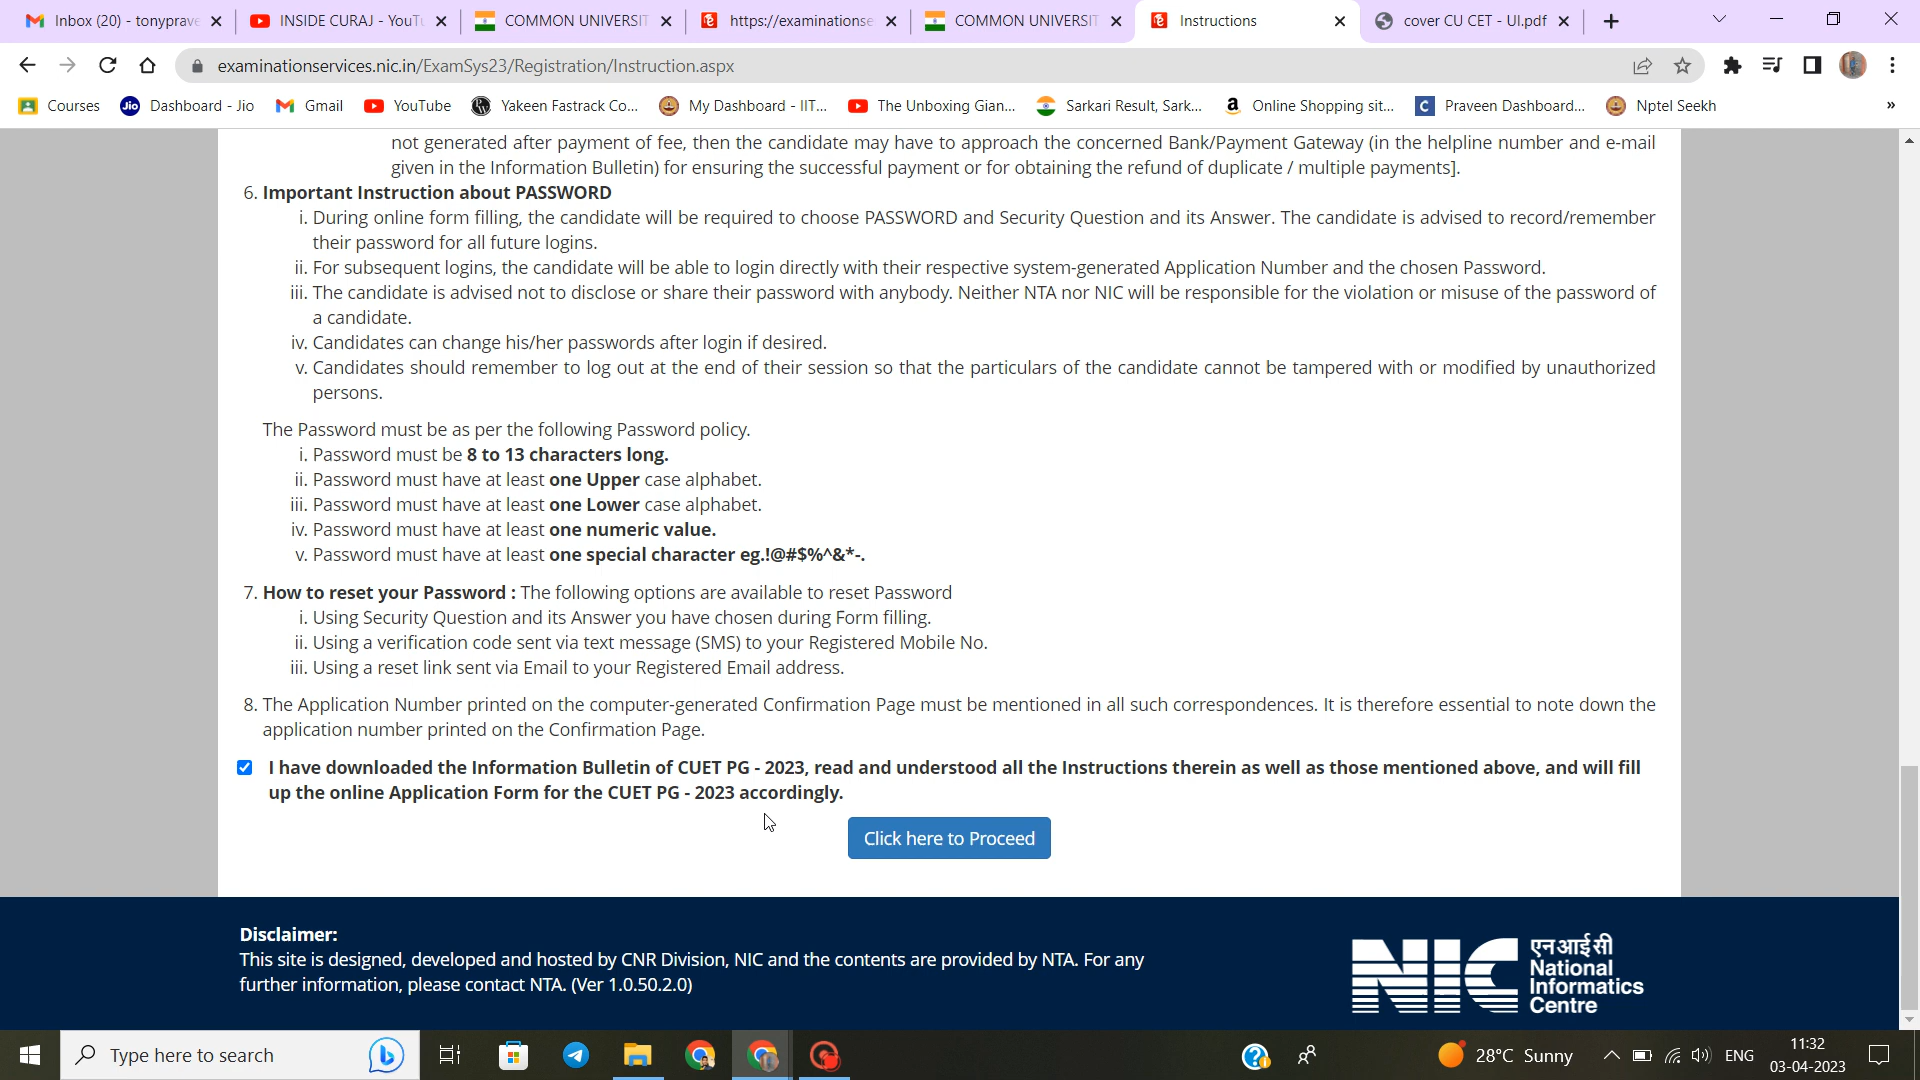 Inbox (20) - tonyprave
INSIDE CURAJ - YouTu
COMMON UNIVERSIT
https://examinationse
COMMON UNIVERSIT
Instructions
cover CU CET - UI.pdf
examinationservices.nic.in/ExamSys23/Registration/Instruction.aspx
Courses
Dashboard - Jio
Gmail
YouTube
Yakeen Fastrack Co...
My Dashboard - IIT...
The Unboxing Gian...
Sarkari Result, Sark...
Online Shopping sit...
Praveen Dashboard...
Nptel Seekh
»
not generated after payment of fee, then the candidate may have to approach the concerned Bank/Payment Gateway (in the helpline number and e-mail
given in the Information Bulletin) for ensuring the successful payment or for obtaining the refund of duplicate / multiple payments].
6. Important Instruction about PASSWORD
i. During online form filling, the candidate will be required to choose PASSWORD and Security Question and its Answer. The candidate is advised to record/remember
their password for all future logins.
ii. For subsequent logins, the candidate will be able to login directly with their respective system-generated Application Number and the chosen Password.
iii. The candidate is advised not to disclose or share their password with anybody. Neither NTA nor NIC will be responsible for the violation or misuse of the password of
a candidate.
iv. Candidates can change his/her passwords after login if desired.
v. Candidates should remember to log out at the end of their session so that the particulars of the candidate cannot be tampered with or modified by unauthorized
persons.
The Password must be as per the following Password policy.
i. Password must be 8 to 13 characters long.
ii. Password must have at least one Upper case alphabet.
iii. Password must have at least one Lower case alphabet.
iv. Password must have at least one numeric value.
v. Password must have at least one special character eg.!@#$%^&*-.
7. How to reset your Password : The following options are available to reset Password
i. Using Security Question and its Answer you have chosen during Form filling.
ii. Using a verification code sent via text message (SMS) to your Registered Mobile No.
iii. Using a reset link sent via Email to your Registered Email address.
8. The Application Number printed on the computer-generated Confirmation Page must be mentioned in all such correspondences. It is therefore essential to note down the
application number printed on the Confirmation Page.
I have downloaded the Information Bulletin of CUET PG - 2023, read and understood all the Instructions therein as well as those mentioned above, and will fill
up the online Application Form for the CUET PG - 2023 accordingly.
Click here to Proceed
Disclaimer:
This site is designed, developed and hosted by CNR Division, NIC and the contents are provided by NTA. For any
further information, please contact NTA. (Ver 1.0.50.2.0)
NIC
एनआईसी
National
Informatics
Centre
Type here to search
28°C Sunny
ENG
11:32
03-04-2023